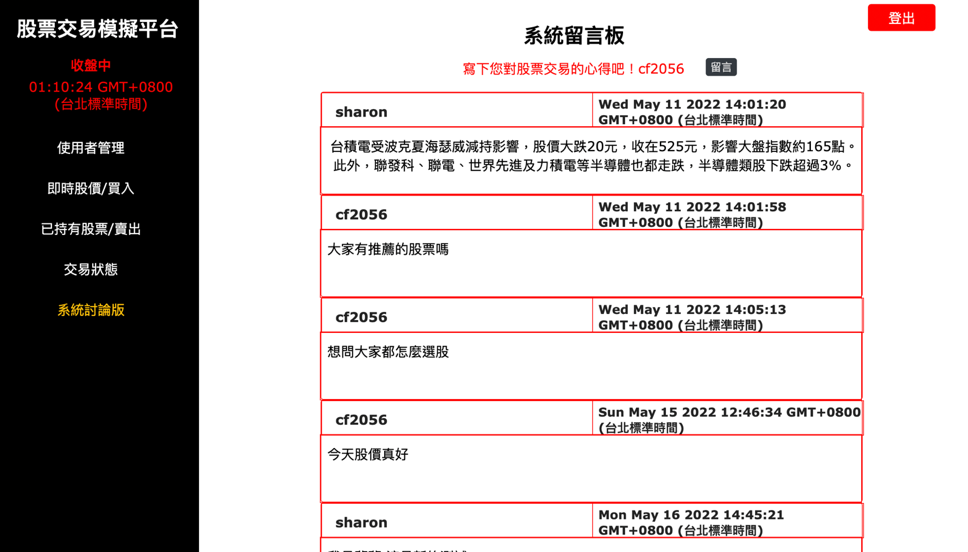 股票交易模擬平台
收盤中
01:10:24 GMT+0800
(台北標準時間)
使用者管理
即時股價/買入
已持有股票/賣出
交易狀態
系統討論版
登出
系統留言板
寫下您對股票交易的心得吧！cf2056 留言
sharon
Wed May 11 2022 14:01:20
GMT+0800 (台北標準時間)
台積電受波克夏海瑟威減持影響，股價大跌20元，收在525元，影響大盤指數約165點。
此外，聯發科、聯電、世界先進及力積電等半導體也都走跌，半導體類股下跌超過3%。
cf2056
Wed May 11 2022 14:01:58
GMT+0800 (台北標準時間)
大家有推薦的股票嗎
cf2056
Wed May 11 2022 14:05:13
GMT+0800 (台北標準時間)
想問大家都怎麼選股
cf2056
Sun May 15 2022 12:46:34 GMT+0800
(台北標準時間)
今天股價真好
sharon
Mon May 16 2022 14:45:21
GMT+0800 (台北標準時間)